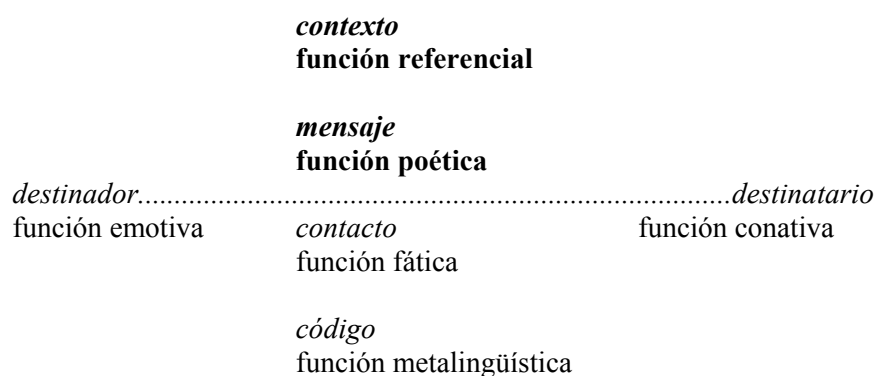 contexto
función referencial
mensaje
función poética
destinador..................................................................................destinatario
función emotiva contacto función conativa
función fática
código
función metalingüística